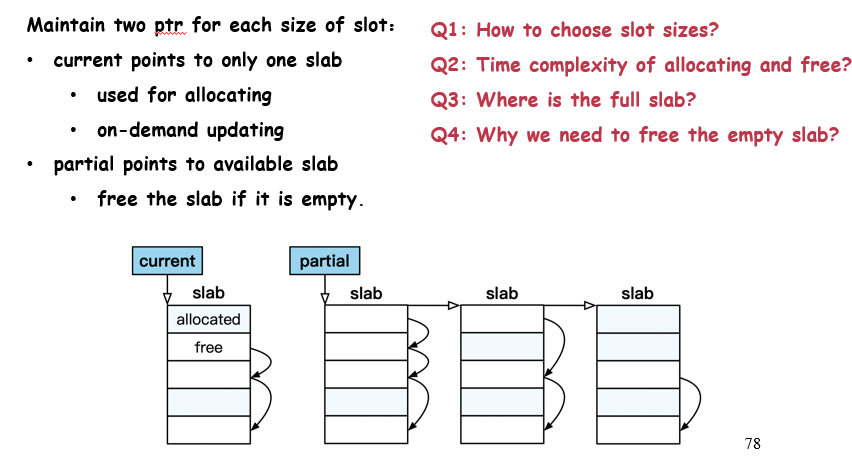 Maintain two ptr for each size of slot:
• current points to only one slab
• used for allocating
• on-demand updating
• partial points to available slab
• free the slab if it is empty.
Q1: How to choose slot sizes?
Q2: Time complexity of allocating and free?
Q3: Where is the full slab?
Q4: Why we need to free the empty slab?
current
partial
slab
slab
slab
slab
allocated
free
78